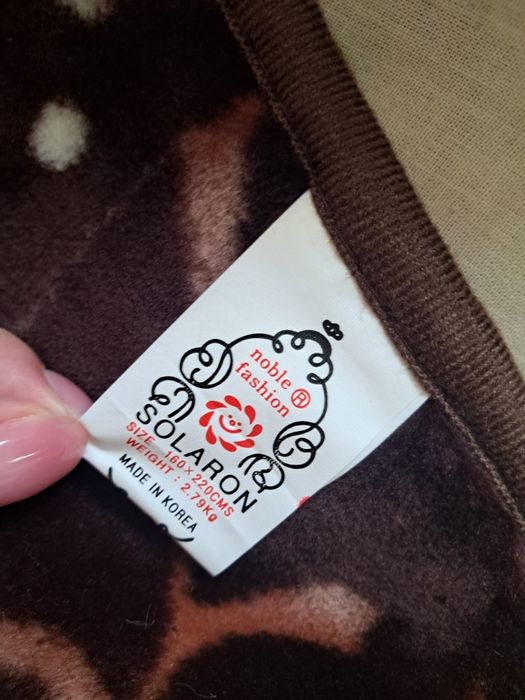 noble ®
fashion
SOLARON
SIZE 160×220CMS
WEIGHT : 2.79Kg
MADE IN KOREA